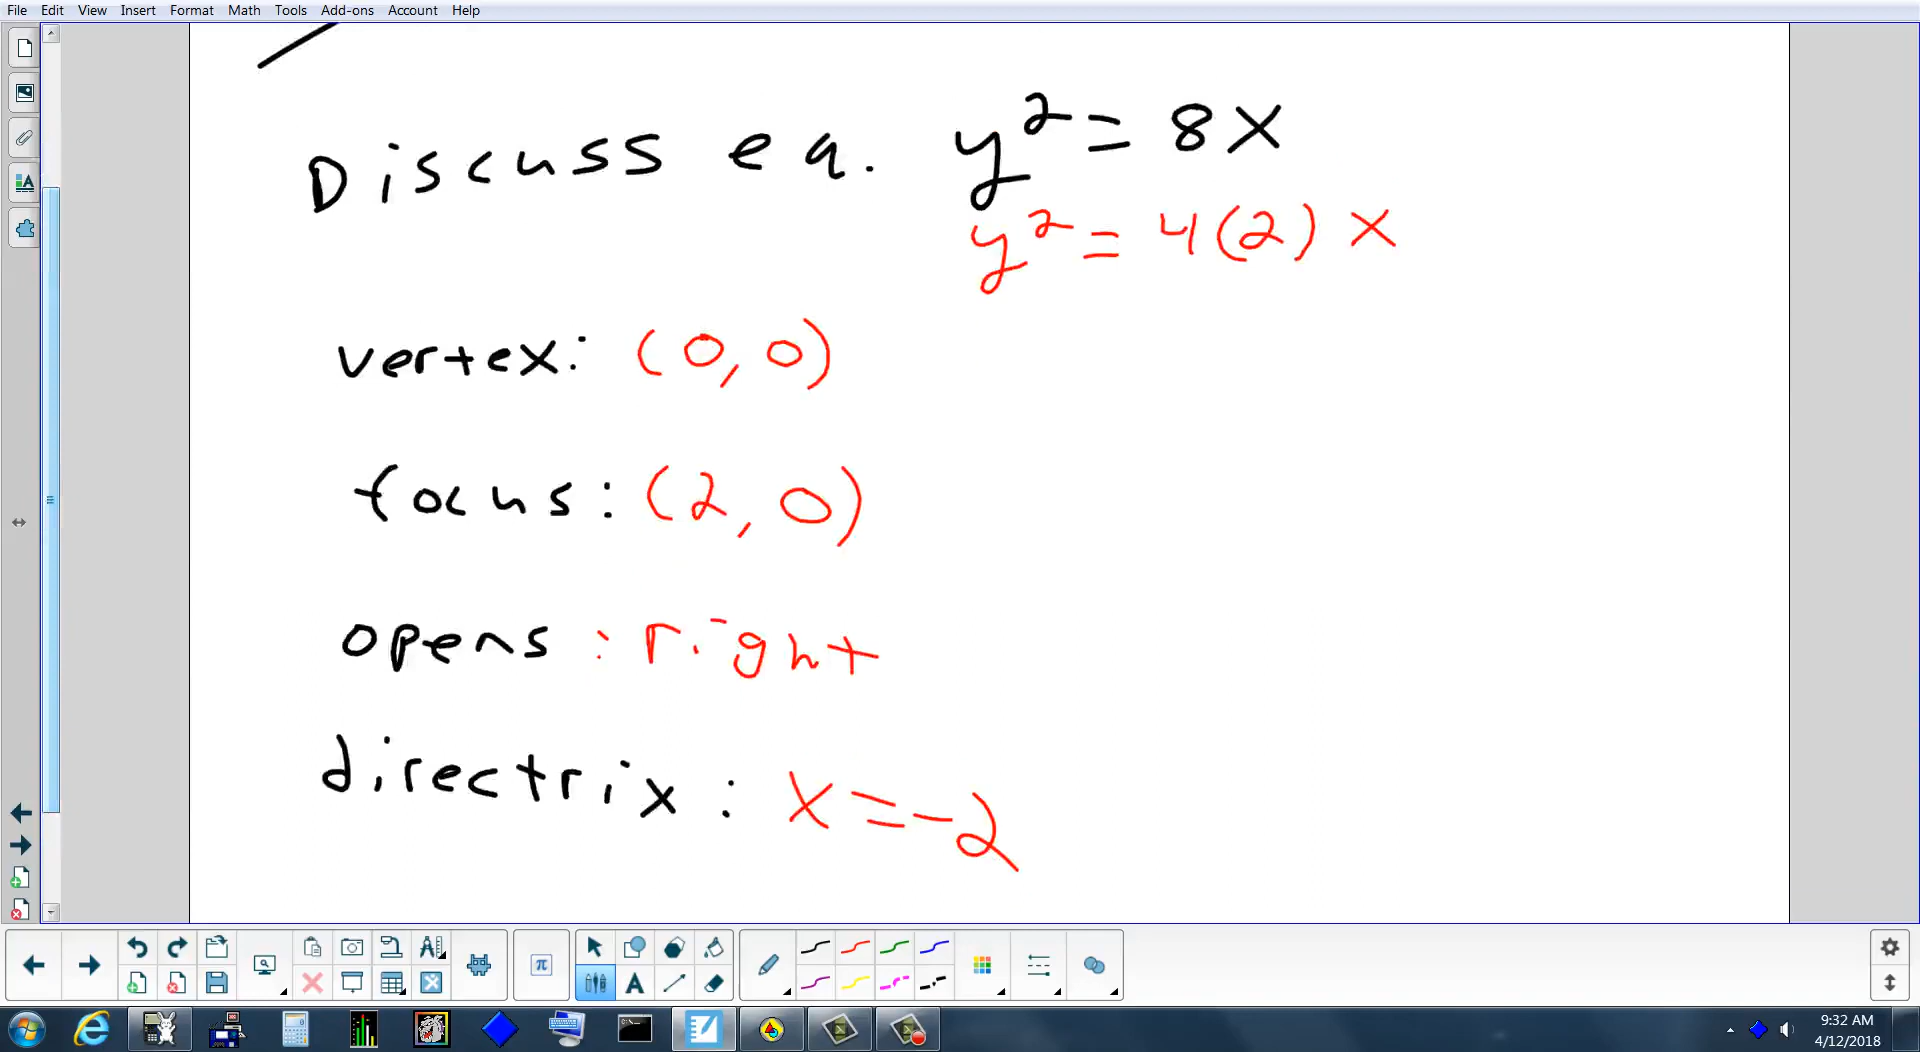 File Edit View Insert Format Math Tools Add-ons Account Help
Discuss eq. y² = 8x
y² = 4(2) x
vertex: (0, 0)
focus: (2, 0)
opens : right
directrix : x = -2
π
A
9:32 AM
4/12/2018